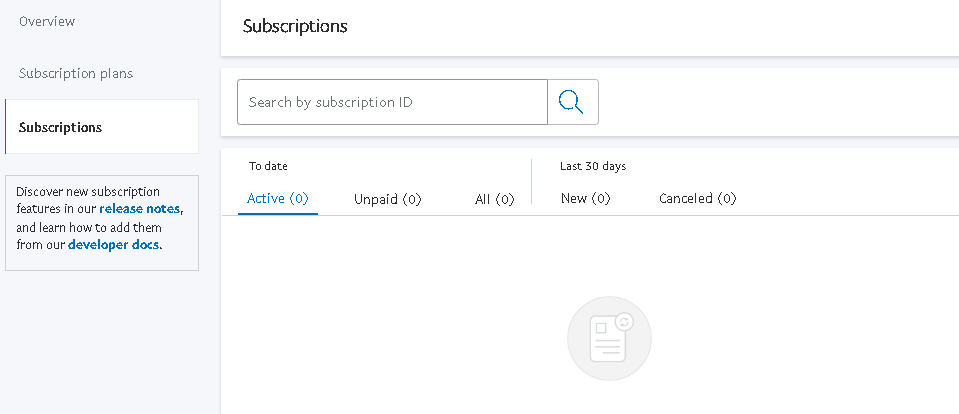 Overview
Subscription plans
Subscriptions
Discover new subscription
features in our release notes,
and learn how to add them
from our developer docs.
Subscriptions
Search by subscription ID
To date
Last 30 days
Active (0) Unpaid (0) All (0) New (0) Canceled (0)